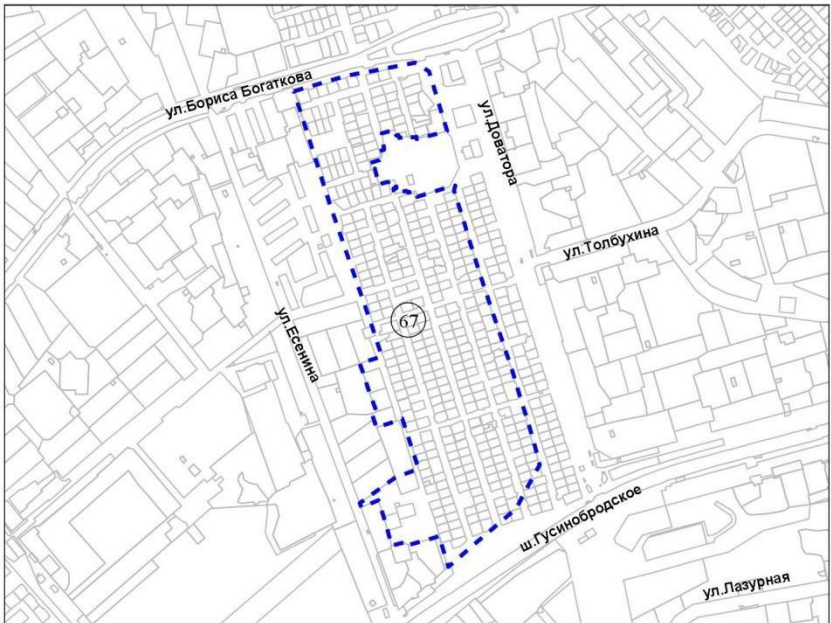 ул.Бориса Богаткова
ул.Доватора
ул.Толбухина
ул.Есенина
67
ш.Гусинобродское
ул.Лазурная